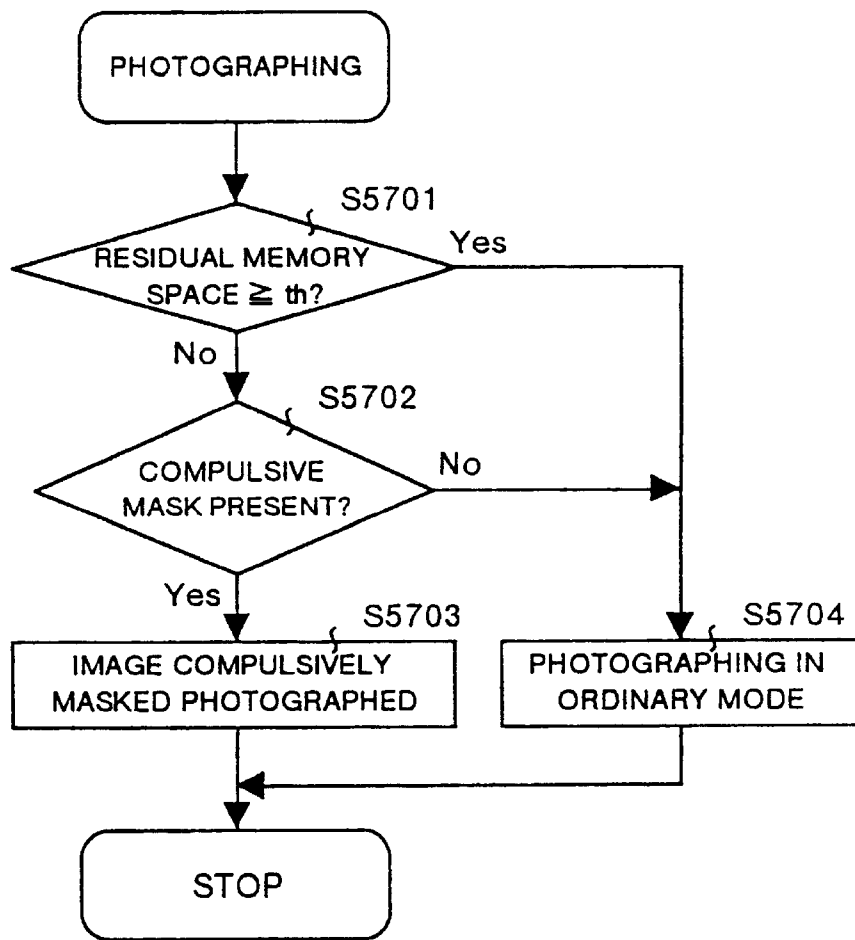 PHOTOGRAPHING
S5701
RESIDUAL MEMORY
SPACE ≧ th?
Yes
No
S5702
COMPULSIVE
MASK PRESENT?
No
Yes
S5703
IMAGE COMPULSIVELY
MASKED PHOTOGRAPHED
S5704
PHOTOGRAPHING IN
ORDINARY MODE
STOP